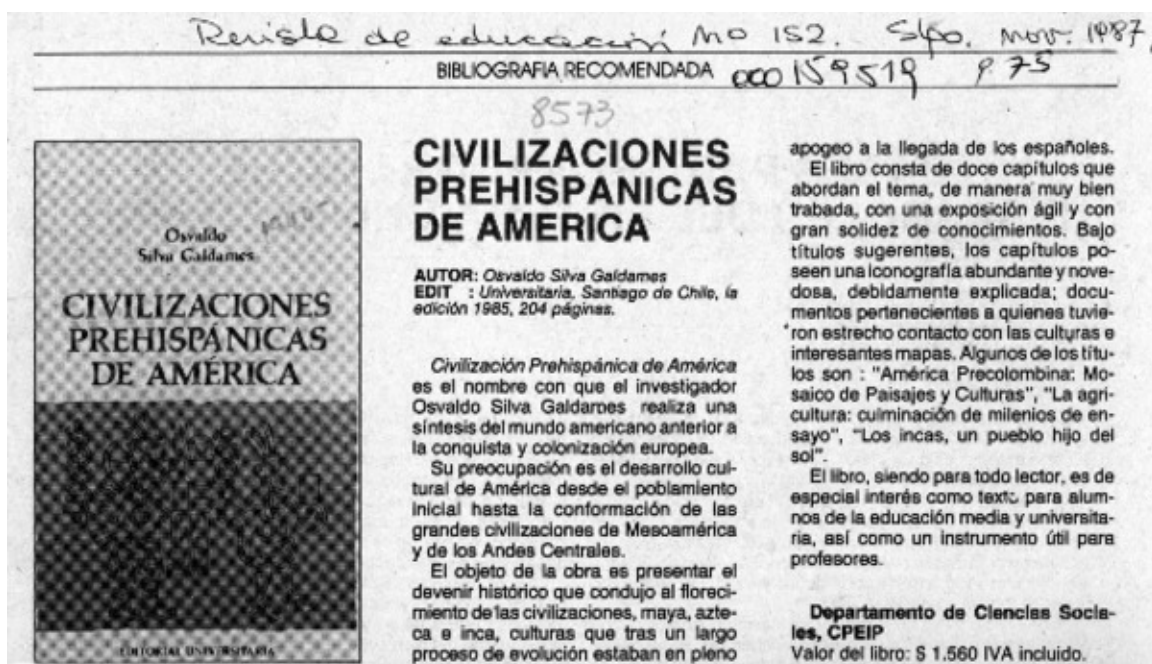 Revista de educación Nº 152. Stgo. nov. 1987,
BIBLIOGRAFIA RECOMENDADA 000159519 p. 75
8573
Osvaldo
Silva Galdames
CIVILIZACIONES
PREHISPÁNICAS
DE AMÉRICA
EDITORIAL UNIVERSITARIA
CIVILIZACIONES
PREHISPANICAS
DE AMERICA
AUTOR: Osvaldo Silva Galdames
EDIT : Universitaria, Santiago de Chile, Ia
edición 1985, 204 páginas.
Civilización Prehispánica de América
es el nombre con que el investigador
Osvaldo Silva Galdames realiza una
síntesis del mundo americano anterior a
la conquista y colonización europea.
Su preocupación es el desarrollo cul-
tural de América desde el poblamiento
inicial hasta la conformación de las
grandes civilizaciones de Mesoamérica
y de los Andes Centrales.
El objeto de la obra es presentar el
devenir histórico que condujo al floreci-
miento de las civilizaciones, maya, azte-
ca e inca, culturas que tras un largo
proceso de evolución estaban en pleno
apogeo a la llegada de los españoles.
El libro consta de doce capítulos que
abordan el tema, de manera muy bien
trabada, con una exposición ágil y con
gran solidez de conocimientos. Bajo
títulos sugerentes, los capítulos po-
seen una iconografía abundante y nove-
dosa, debidamente explicada; docu-
mentos pertenecientes a quienes tuvie-
ron estrecho contacto con las culturas e
interesantes mapas. Algunos de los títu-
los son : "América Precolombina: Mo-
saico de Paisajes y Culturas", "La agri-
cultura: culminación de milenios de en-
sayo", "Los incas, un pueblo hijo del
sol".
El libro, siendo para todo lector, es de
especial interés como texto para alum-
nos de la educación media y universita-
ria, así como un instrumento útil para
profesores.
Departamento de Ciencias Socia-
les, CPEIP
Valor del libro: $ 1.560 IVA incluido.